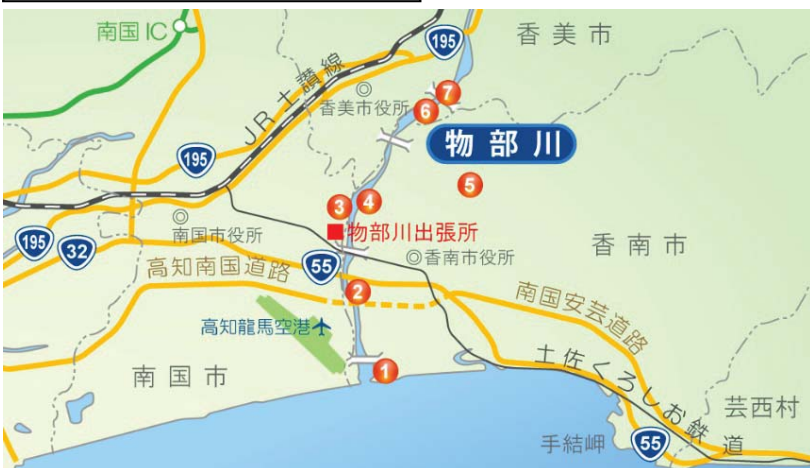 南国IC
195
香美市
JR土讃線
香美市役所
7
6
物部川
195
5
3
4
物部川出張所
南国市役所
195
32
香南市
香南市役所
高知南国道路
55
2
南国安芸道路
高知龍馬空港
土佐くろしお鉄道
1
南国市
芸西村
手結岬
55